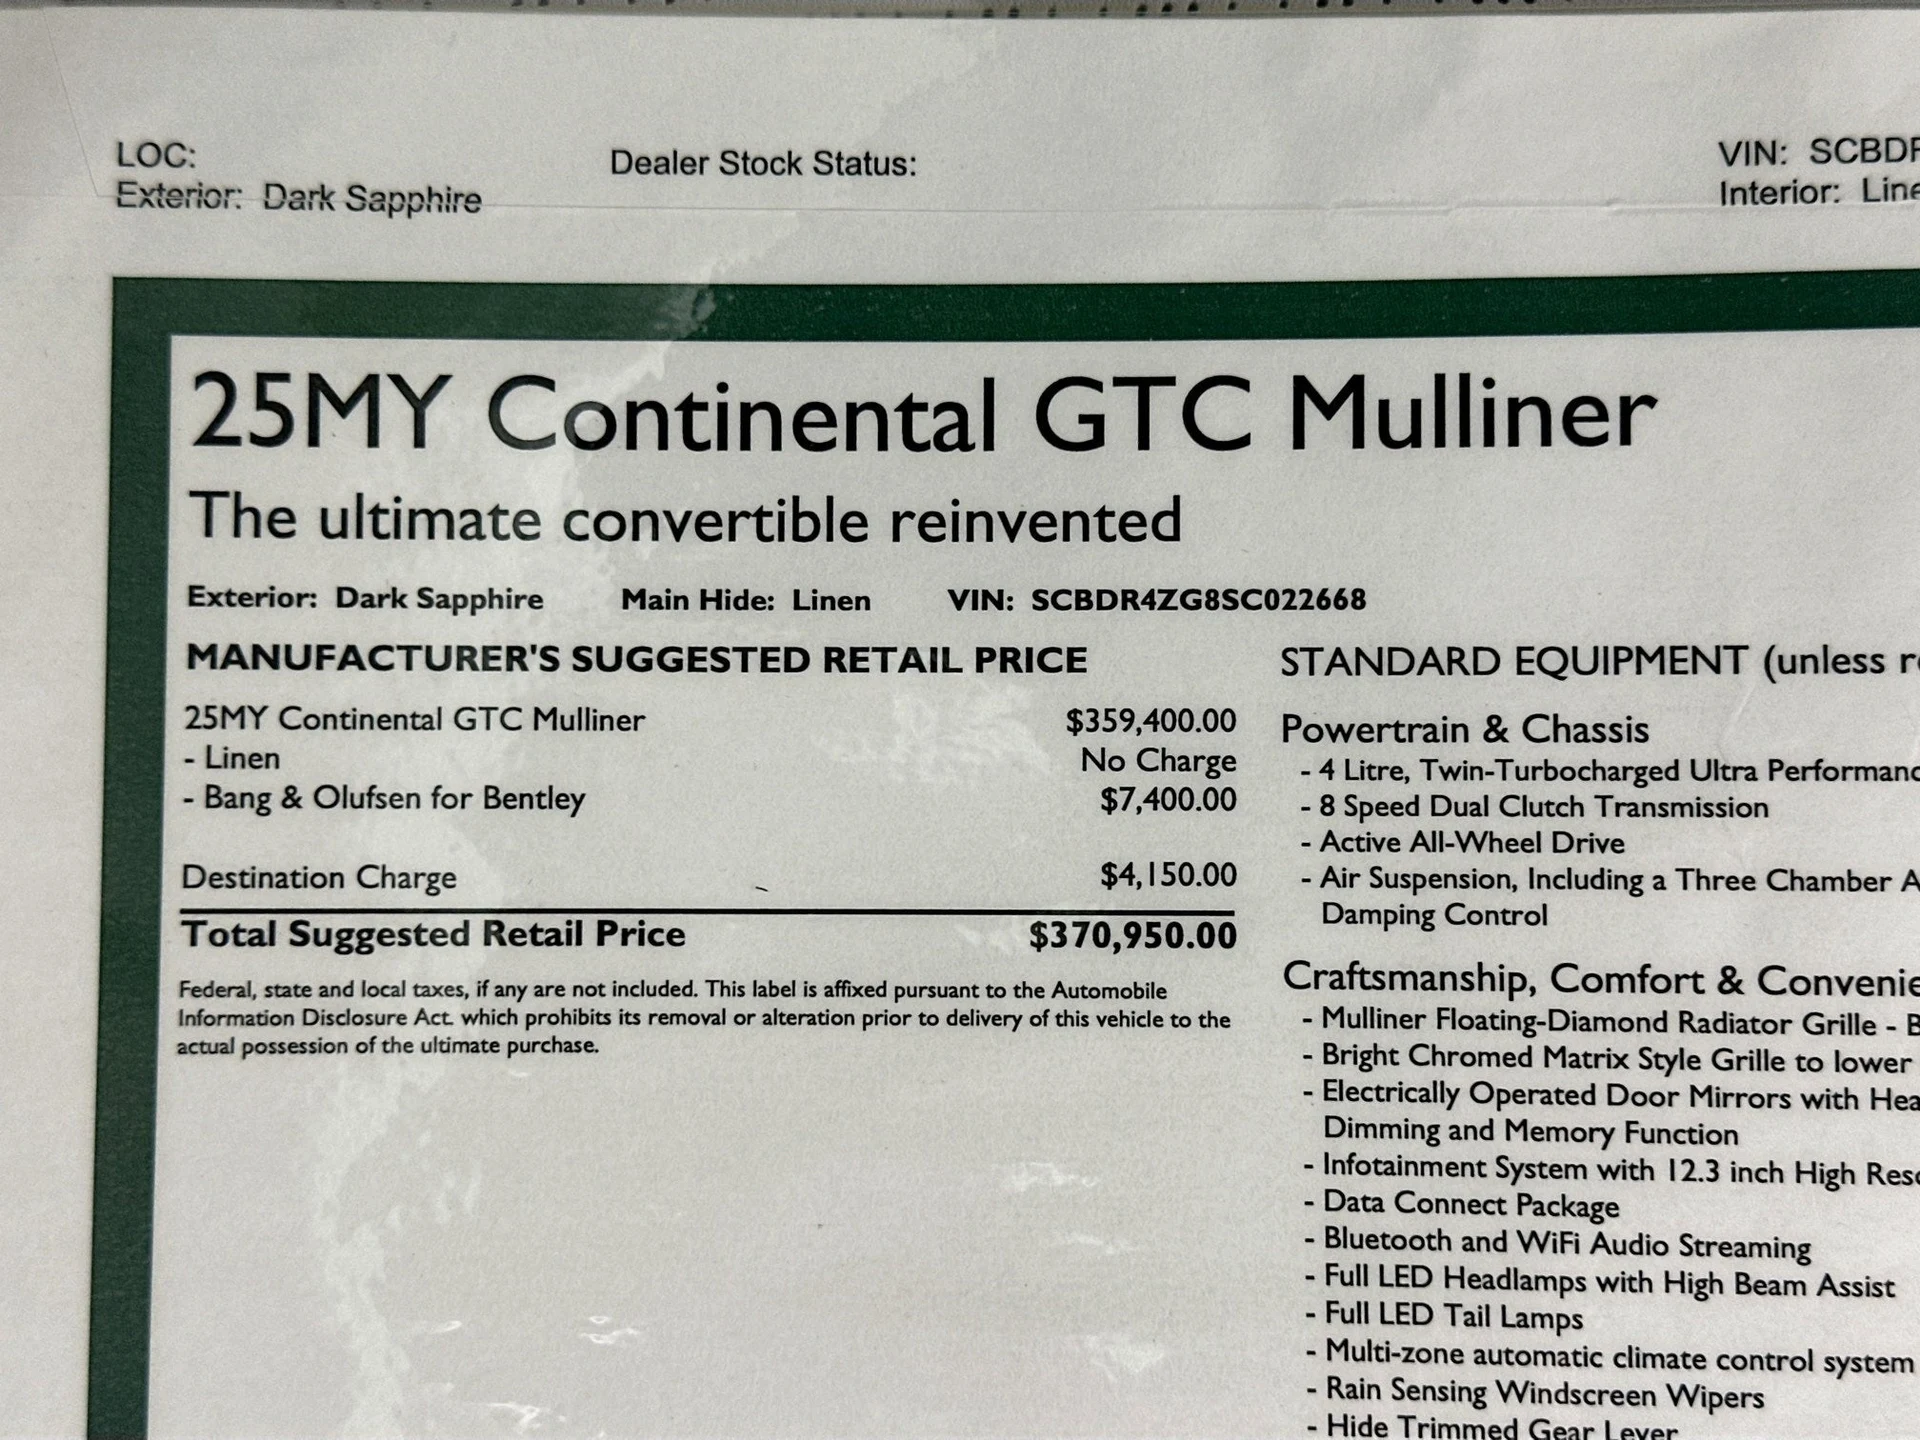 LOC:
Dealer Stock Status:
VIN: SCBDR
Exterior: Dark Sapphire
Interior:
25MY Continental GTC Mulliner
The ultimate convertible reinvented
Exterior: Dark Sapphire Main Hide: Linen VIN: SCBDR4ZG8SC022668
MANUFACTURER'S SUGGESTED RETAIL PRICE
25MY Continental GTC Mulliner $359,400.00
- Linen No Charge
- Bang & Olufsen for Bentley $7,400.00
Destination Charge $4,150.00
Total Suggested Retail Price $370,950.00
Federal, state and local taxes, if any are not included. This label is affixed pursuant to the Automobile
Information Disclosure Act. which prohibits its removal or alteration prior to delivery of this vehicle to the
actual possession of the ultimate purchase.
STANDARD EQUIPMENT (unless
Powertrain & Chassis
- 4 Litre, Twin-Turbocharged Ultra
- 8 Speed Dual Clutch Transmission
- Active All-Wheel Drive
- Air Suspension, Including a Three Chamber
Damping Control
Craftsmanship, Comfort &
- Mulliner Floating-Diamond Radiator Grille -
- Bright Chromed Matrix Style Grille to lower
- Electrically Operated Door Mirrors with
Dimming and Memory Function
- Infotainment System with 12.3 inch High
- Data Connect Package
- Bluetooth and WiFi Audio Streaming
- Full LED Headlamps with High Beam Assist
- Full LED Tail Lamps
- Multi-zone automatic climate control system
- Rain Sensing Windscreen Wipers
- Hide Trimmed Gear Lever